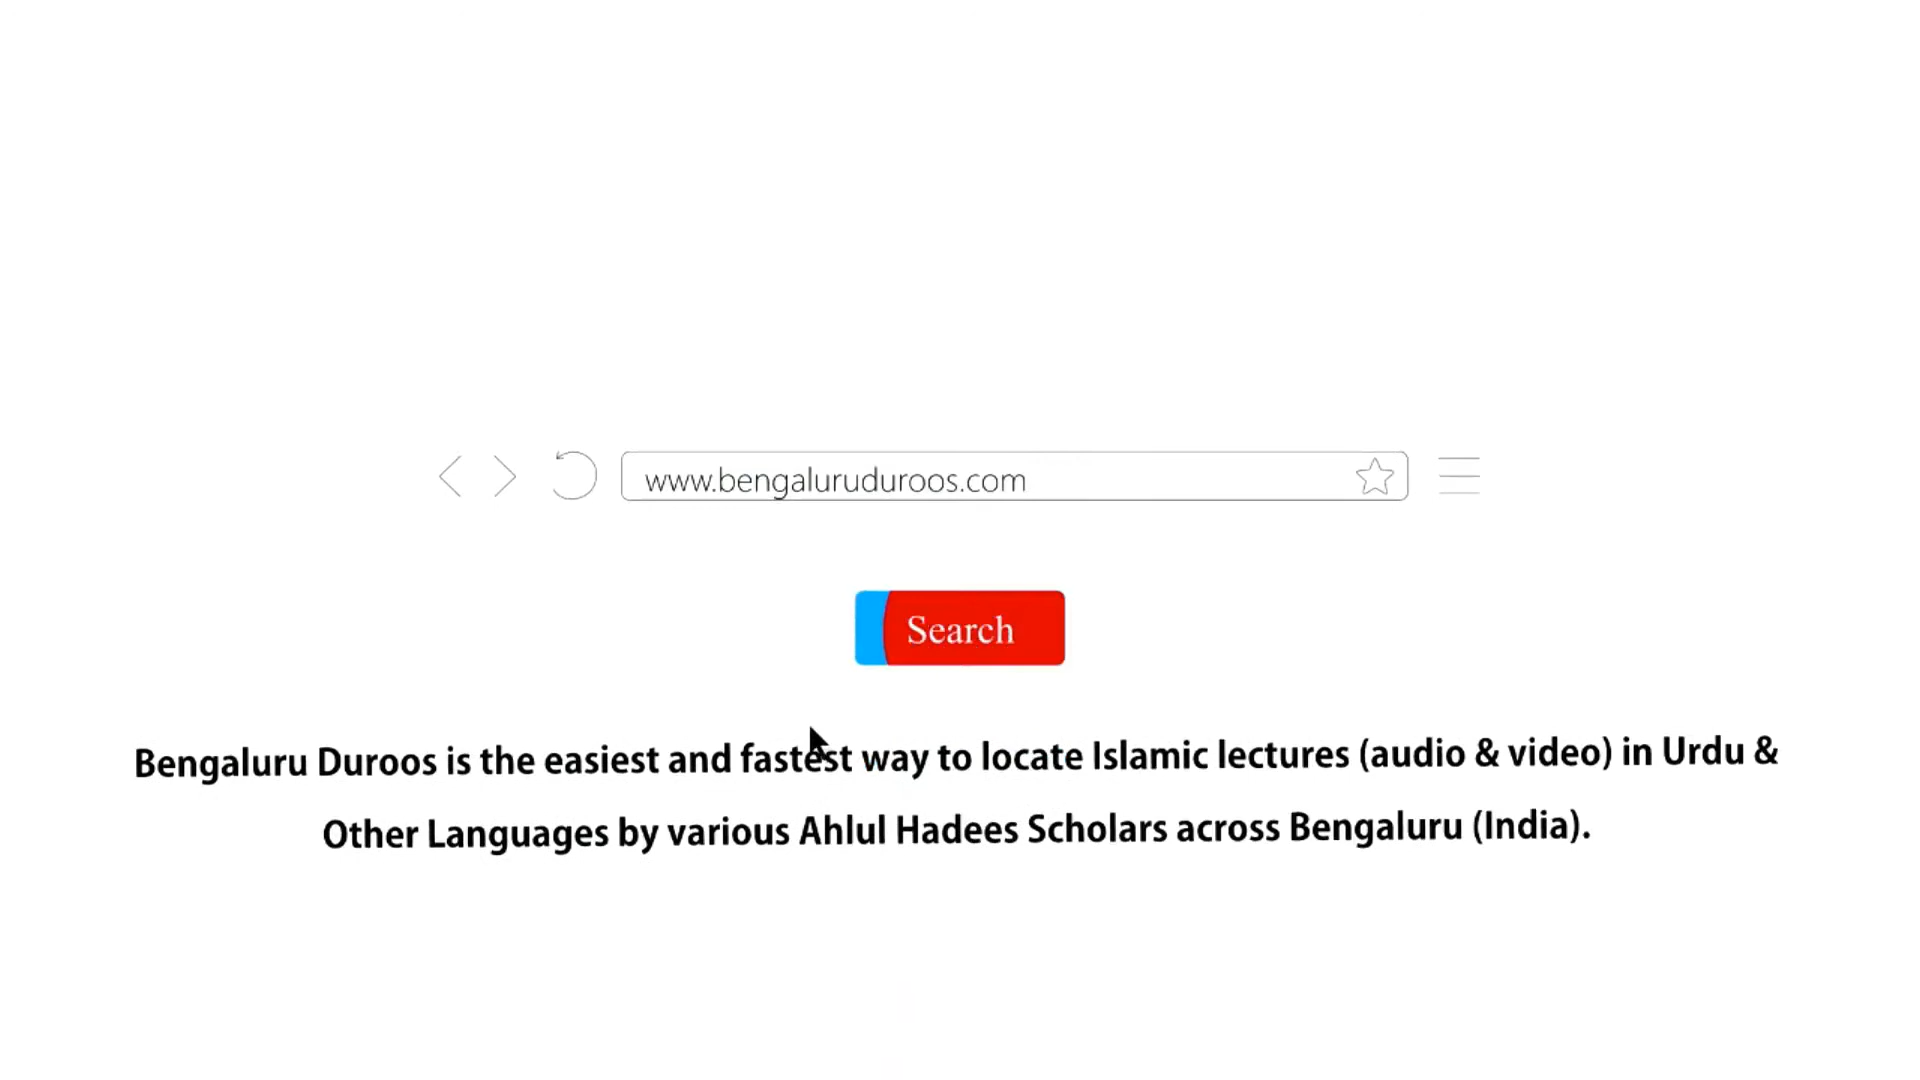 www.bengaluruduroos.com
Search
Bengaluru Duroos is the easiest and fastest way to locate Islamic lectures (audio & video) in Urdu &
Other Languages by various Ahlul Hadees Scholars across Bengaluru (India).